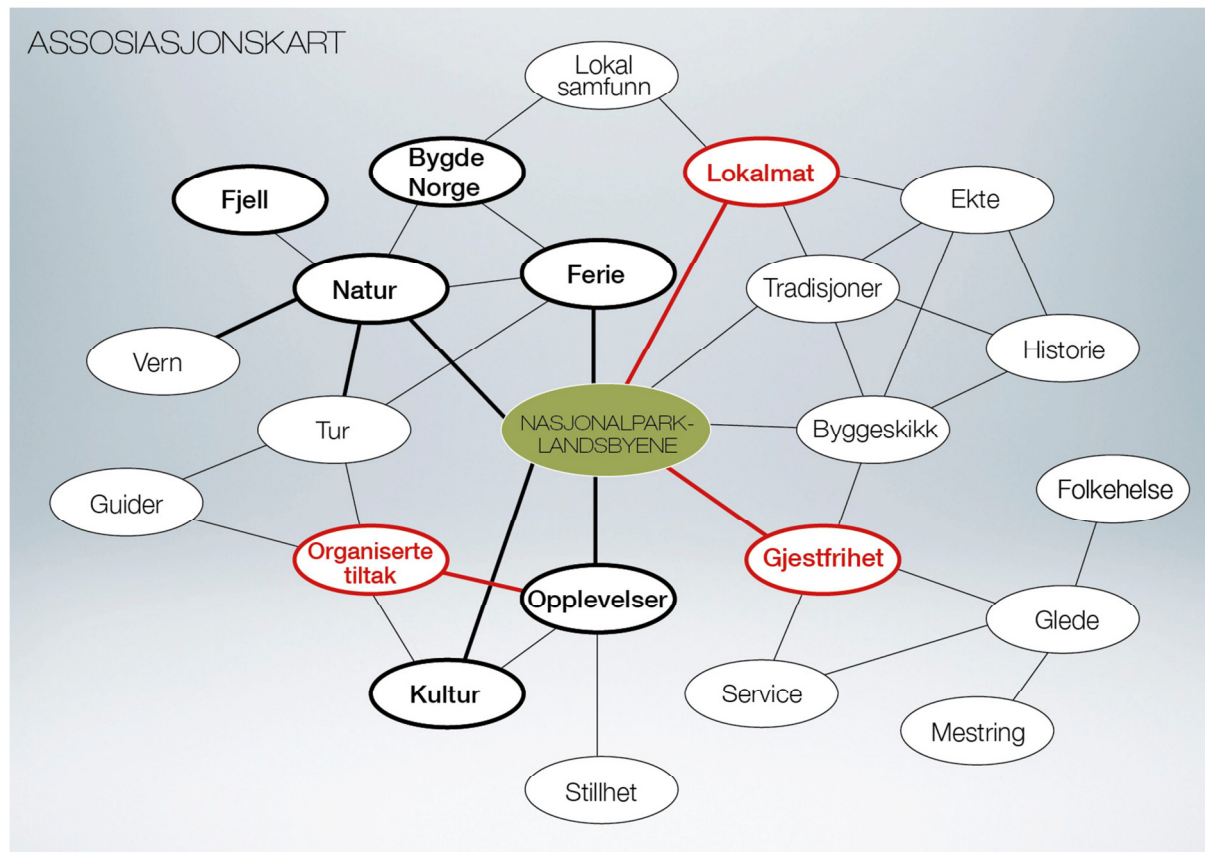 ASSOSIASJONSKART
Lokal
samfunn
Bygde
Norge
Lokalmat
Fjell
Ekte
Natur
Ferie
Tradisjoner
Vern
Historie
Tur
NASJONALPARK-
LANDSBYENE
Byggeskikk
Guider
Folkehelse
Organiserte
tiltak
Gjestfrihet
Opplevelser
Glede
Kultur
Service
Mestring
Stillhet